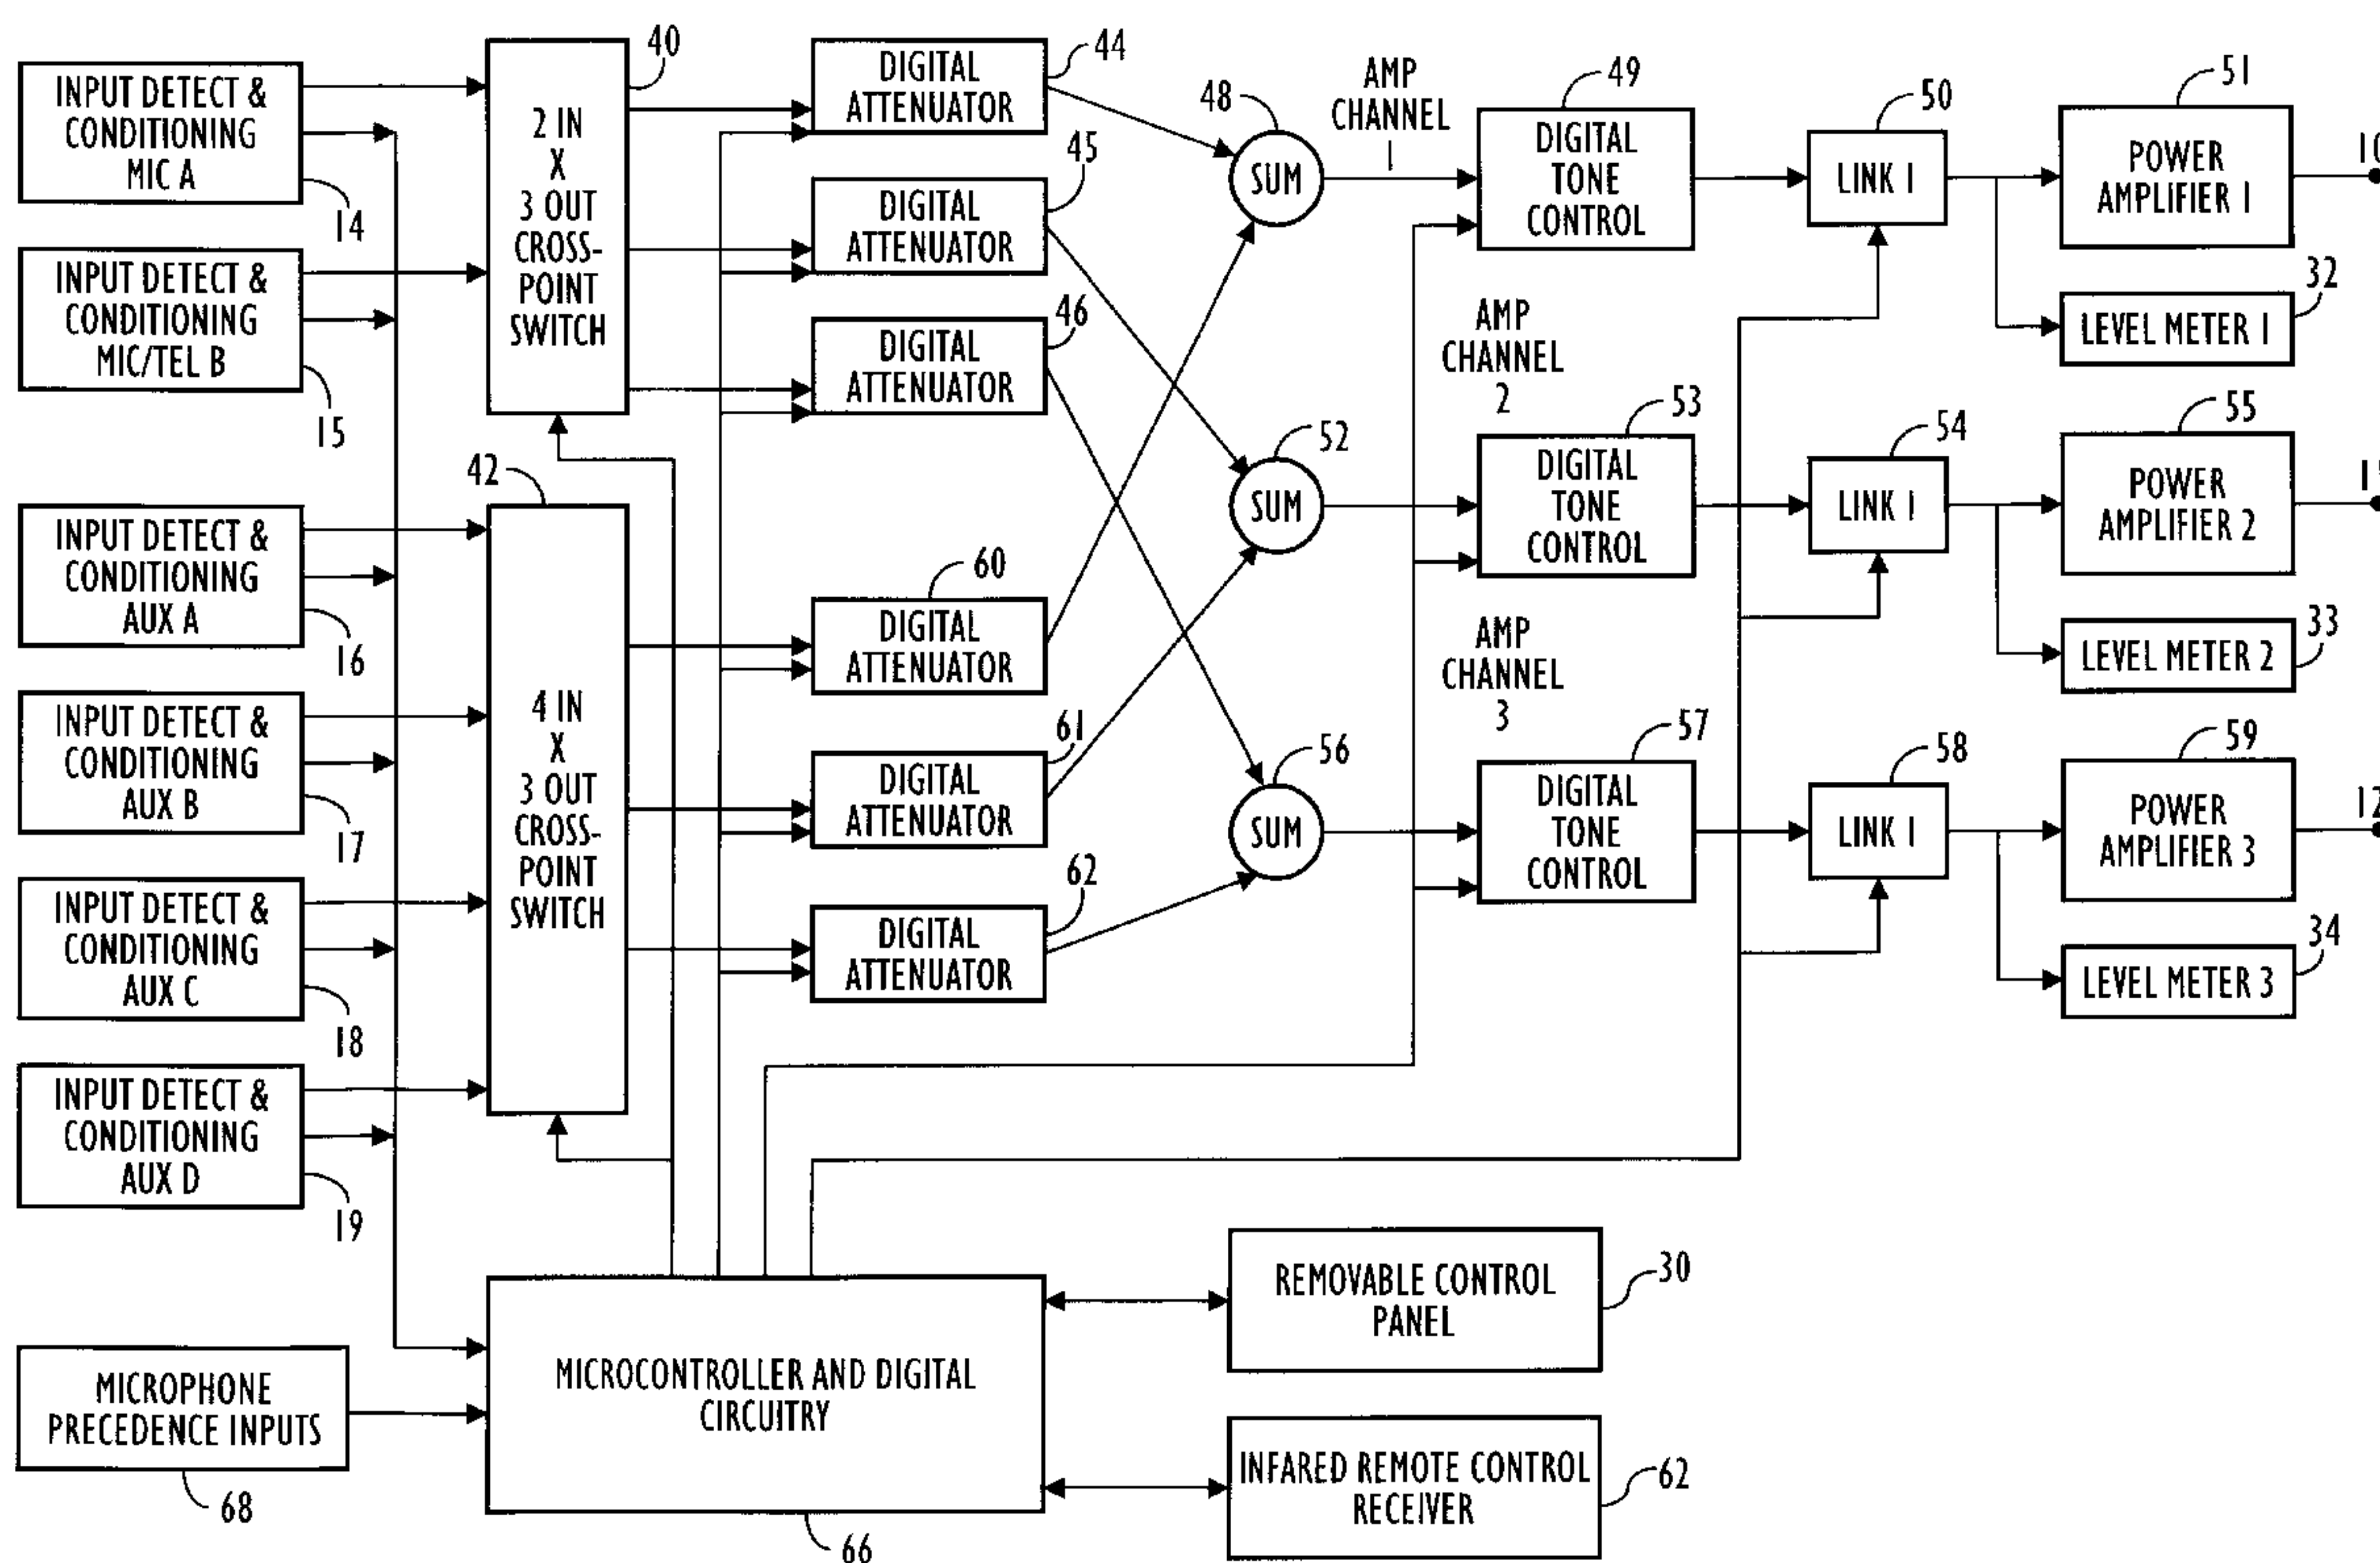 INPUT DETECT &
CONDITIONING
MIC A
14
INPUT DETECT &
CONDITIONING
MIC/TEL B
15
INPUT DETECT &
CONDITIONING
AUX A
16
INPUT DETECT &
CONDITIONING
AUX B
17
INPUT DETECT &
CONDITIONING
AUX C
18
INPUT DETECT &
CONDITIONING
AUX D
19
MICROPHONE
PRECEDENCE INPUTS
68
40
2 IN
X
3 OUT
CROSS-
POINT
SWITCH
42
4 IN
X
3 OUT
CROSS-
POINT
SWITCH
DIGITAL
ATTENUATOR
44
DIGITAL
ATTENUATOR
45
DIGITAL
ATTENUATOR
46
DIGITAL
ATTENUATOR
60
DIGITAL
ATTENUATOR
61
DIGITAL
ATTENUATOR
62
48
SUM
52
SUM
56
SUM
AMP
CHANNEL
1
49
DIGITAL
TONE
CONTROL
AMP
CHANNEL
2
53
DIGITAL
TONE
CONTROL
AMP
CHANNEL
3
57
DIGITAL
TONE
CONTROL
50
LINK 1
54
LINK 1
58
LINK 1
51
POWER
AMPLIFIER 1
10
32
LEVEL METER 1
55
POWER
AMPLIFIER 2
33
LEVEL METER 2
59
POWER
AMPLIFIER 3
12
34
LEVEL METER 3
MICROCONTROLLER AND DIGITAL
CIRCUITRY
66
REMOVABLE CONTROL
PANEL
30
INFARED REMOTE CONTROL
RECEIVER
62